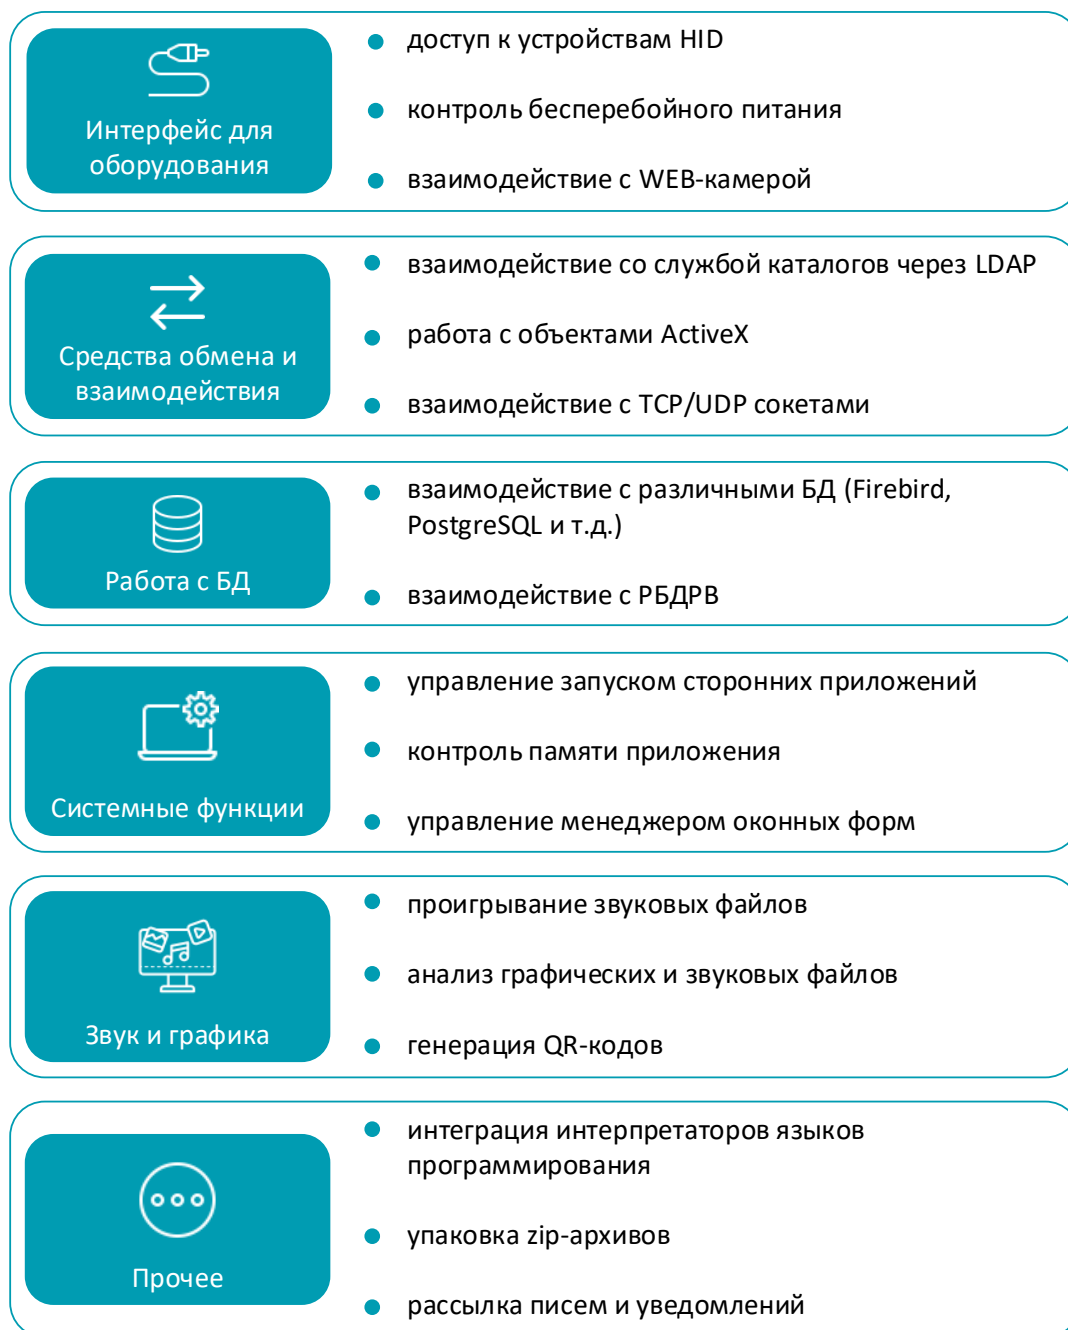 Интерфейс для
оборудования
доступ к устройствам HID
контроль бесперебойного питания
взаимодействие с WEB-камерой
Средства обмена и
взаимодействия
взаимодействие со службой каталогов через LDAP
работа с объектами ActiveX
взаимодействие с TCP/UDP сокетами
Работа с БД
взаимодействие с различными БД (Firebird,
PostgreSQL и т.д.)
взаимодействие с РБДРВ
Системные функции
управление запуском сторонних приложений
контроль памяти приложения
управление менеджером оконных форм
Звук и графика
проигрывание звуковых файлов
анализ графических и звуковых файлов
генерация QR-кодов
Прочее
интеграция интерпретаторов языков
программирования
упаковка zip-архивов
рассылка писем и уведомлений